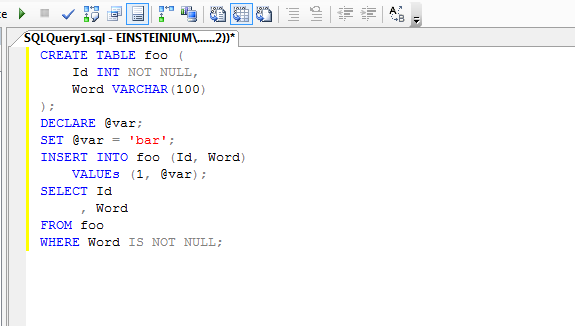 te
SQLQuery1.sql - EINSTEINIUM\......2))*
CREATE TABLE foo (
    Id INT NOT NULL,
    Word VARCHAR(100)
);
DECLARE @var;
SET @var = 'bar';
INSERT INTO foo (Id, Word)
    VALUEs (1, @var);
SELECT Id
     , Word
FROM foo
WHERE Word IS NOT NULL;